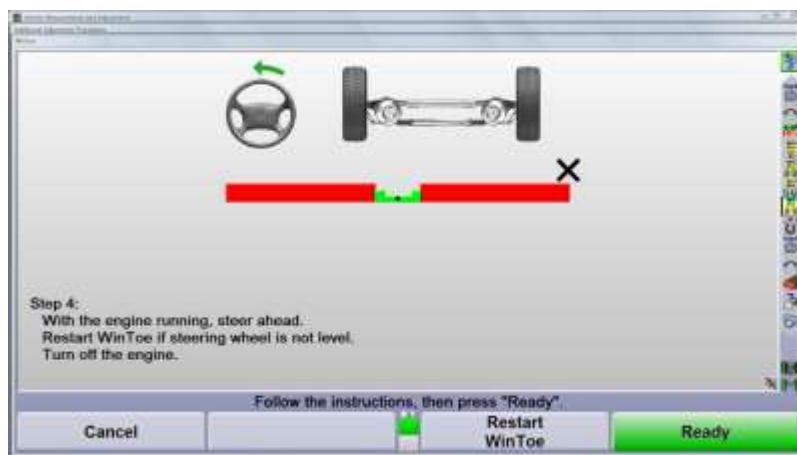 Step 4:
With the engine running, steer ahead.
Restart WinToe if steering wheel is not level.
Turn off the engine.
Follow the instructions, then press "Ready".
Cancel
Restart
WinToe
Ready